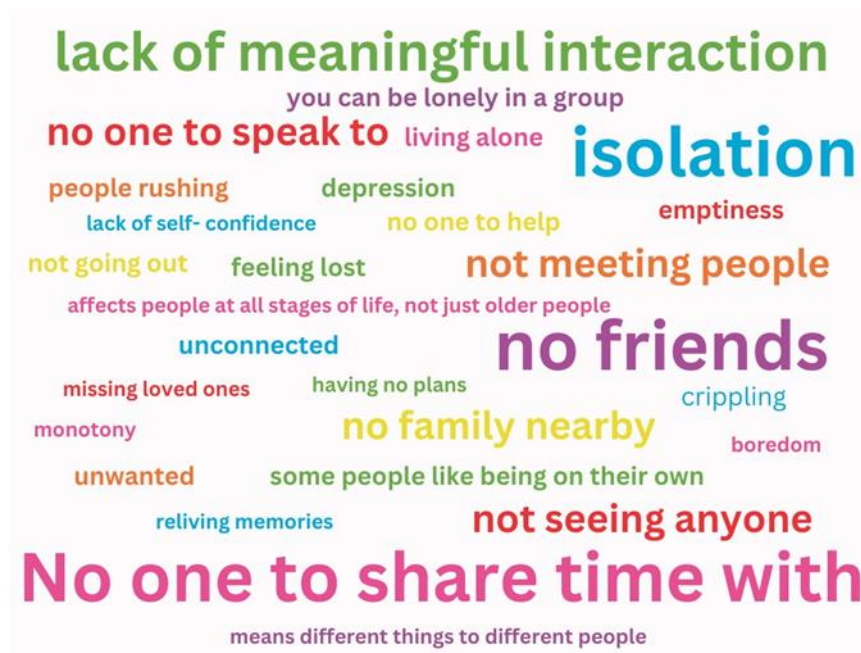 lack of meaningful interaction
you can be lonely in a group
no one to speak to
living alone
isolation
people rushing
depression
emptiness
lack of self- confidence
no one to help
not going out
feeling lost
not meeting people
affects people at all stages of life, not just older people
unconnected
no friends
missing loved ones
having no plans
crippling
monotony
no family nearby
boredom
unwanted
some people like being on their own
reliving memories
not seeing anyone
No one to share time with
means different things to different people